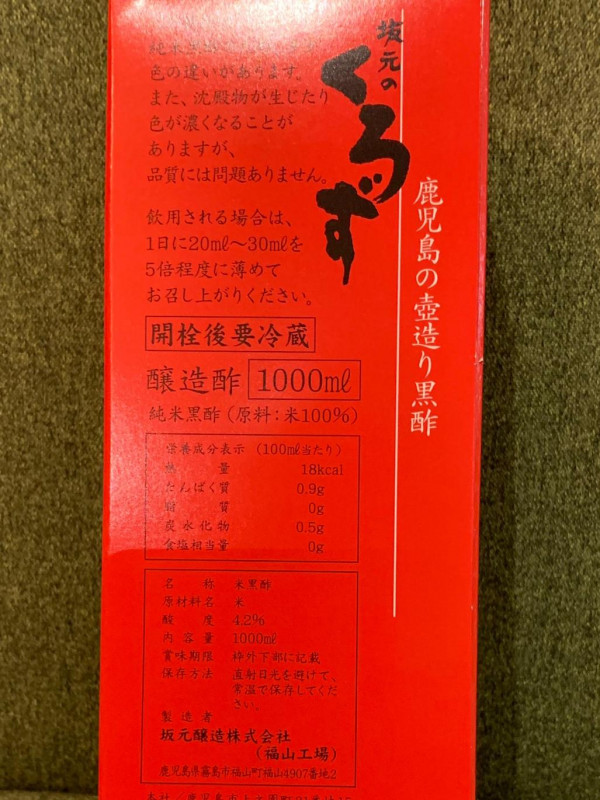 坂元の
くろず
鹿児島の壺造り黒酢
色の違いがあります。
また、沈殿物が生じたり
色が濃くなることが
ありますが、
品質には問題ありません。
飲用される場合は、
1日に20mℓ〜30mℓを
5倍程度に薄めて
お召し上がりください。
開栓後要冷蔵
醸造酢 1000mℓ
純米黒酢（原料：米100%）
栄養成分表示（100mℓ当たり）
熱量 18kcal
たんぱく質 0.9g
脂質 0g
炭水化物 0.5g
食塩相当量 0g
名称 米黒酢
原材料名 米
酸度 4.2%
内容量 1000mℓ
賞味期限 枠外下部に記載
保存方法 直射日光を避けて、
常温で保存してくだ
さい。
製造者
坂元醸造株式会社
（福山工場）
鹿児島県霧島市福山町福山4907番地2